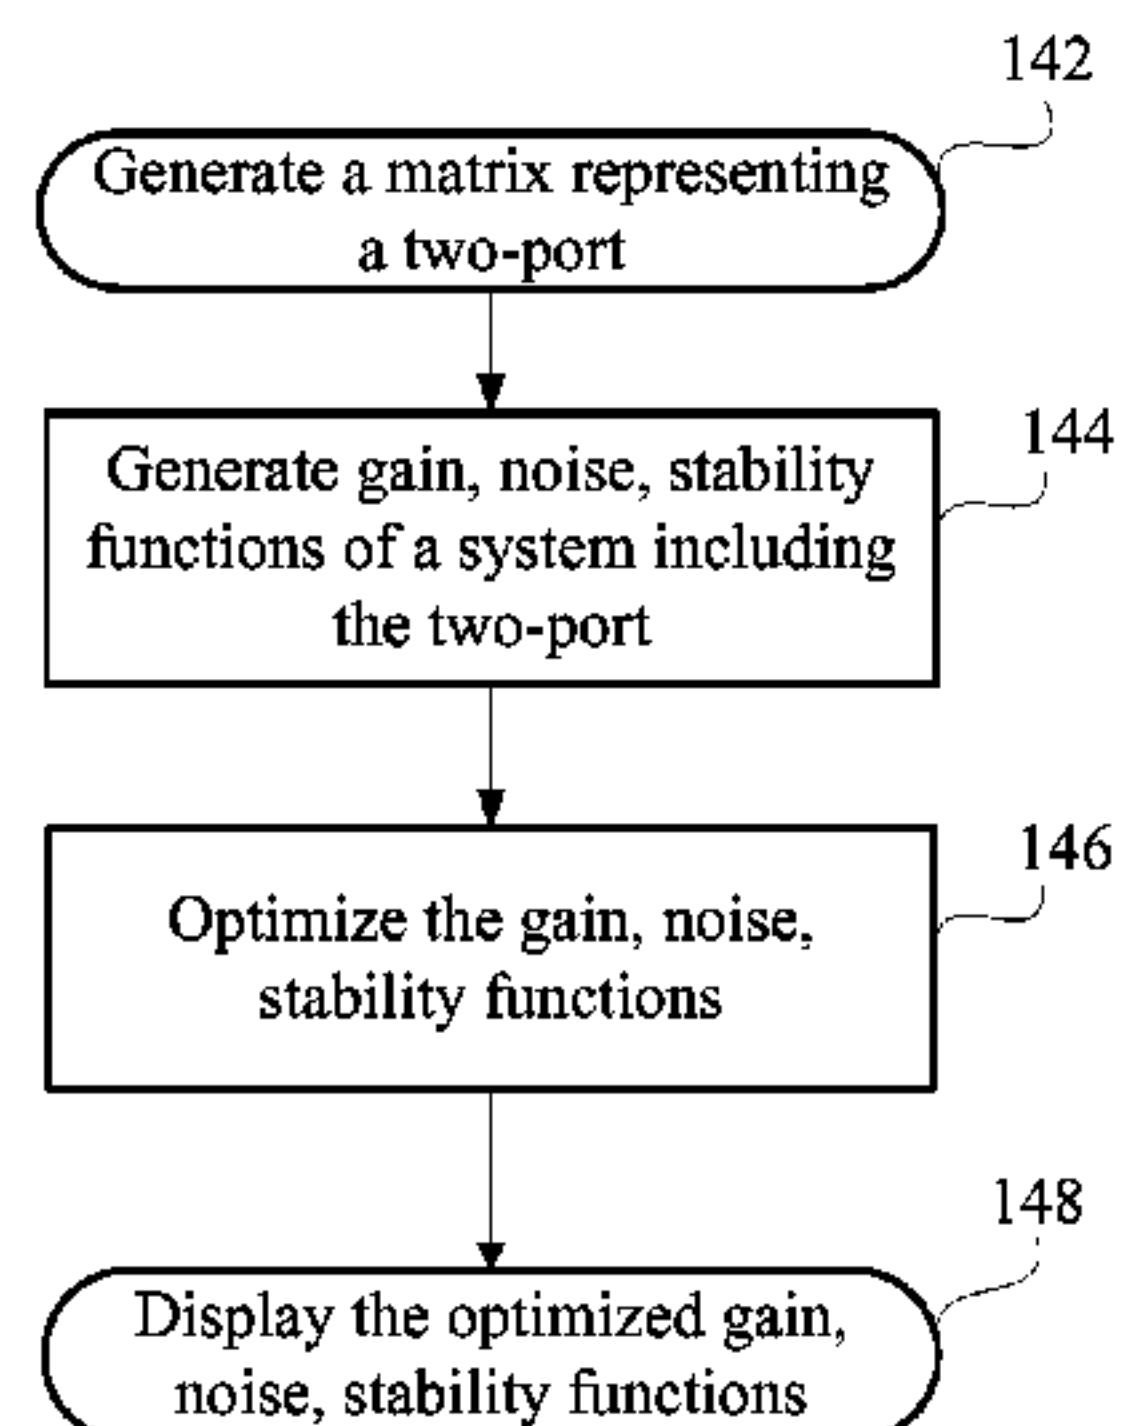 142
Generate a matrix representing
a two-port
144
Generate gain, noise, stability
functions of a system including
the two-port
146
Optimize the gain, noise,
stability functions
148
Display the optimized gain,
noise, stability functions